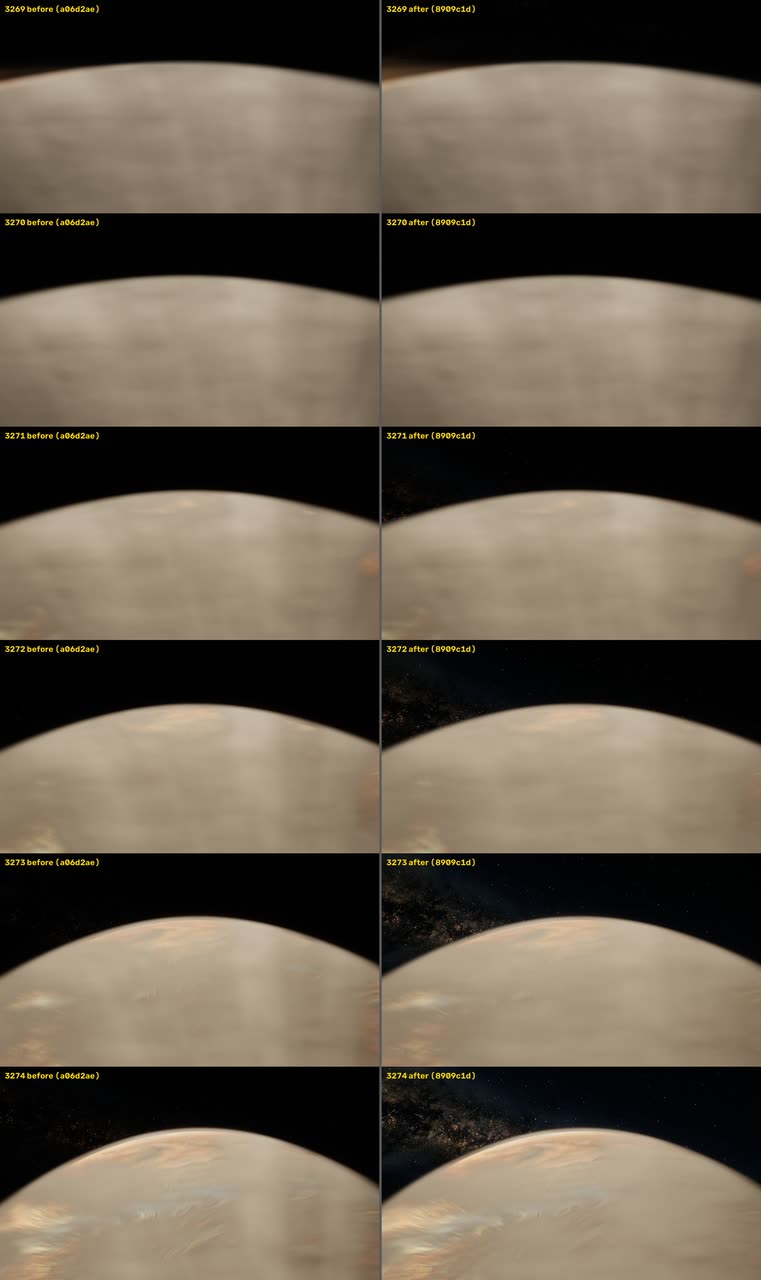 3269 before (a06d2ae)
3269 after (8909c1d)
3270 before (a06d2ae)
3270 after (8909c1d)
3271 before (a06d2ae)
3271 after (8909c1d)
3272 before (a06d2ae)
3272 after (8909c1d)
3273 before (a06d2ae)
3273 after (8909c1d)
3274 before (a06d2ae)
3274 after (8909c1d)